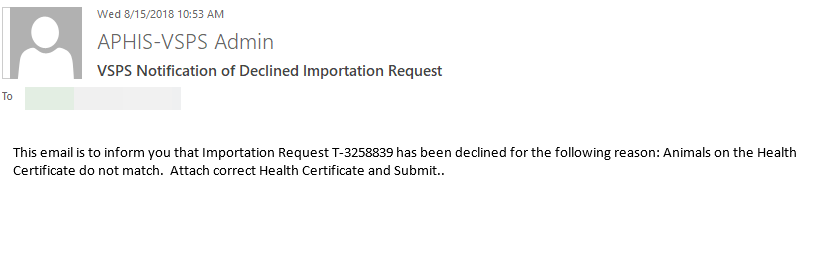 Wed 8/15/2018 10:53 AM
APHIS-VSPS Admin
VSPS Notification of Declined Importation Request
To
This email is to inform you that Importation Request T-3258839 has been declined for the following reason: Animals on the Health
Certificate do not match.  Attach correct Health Certificate and Submit..